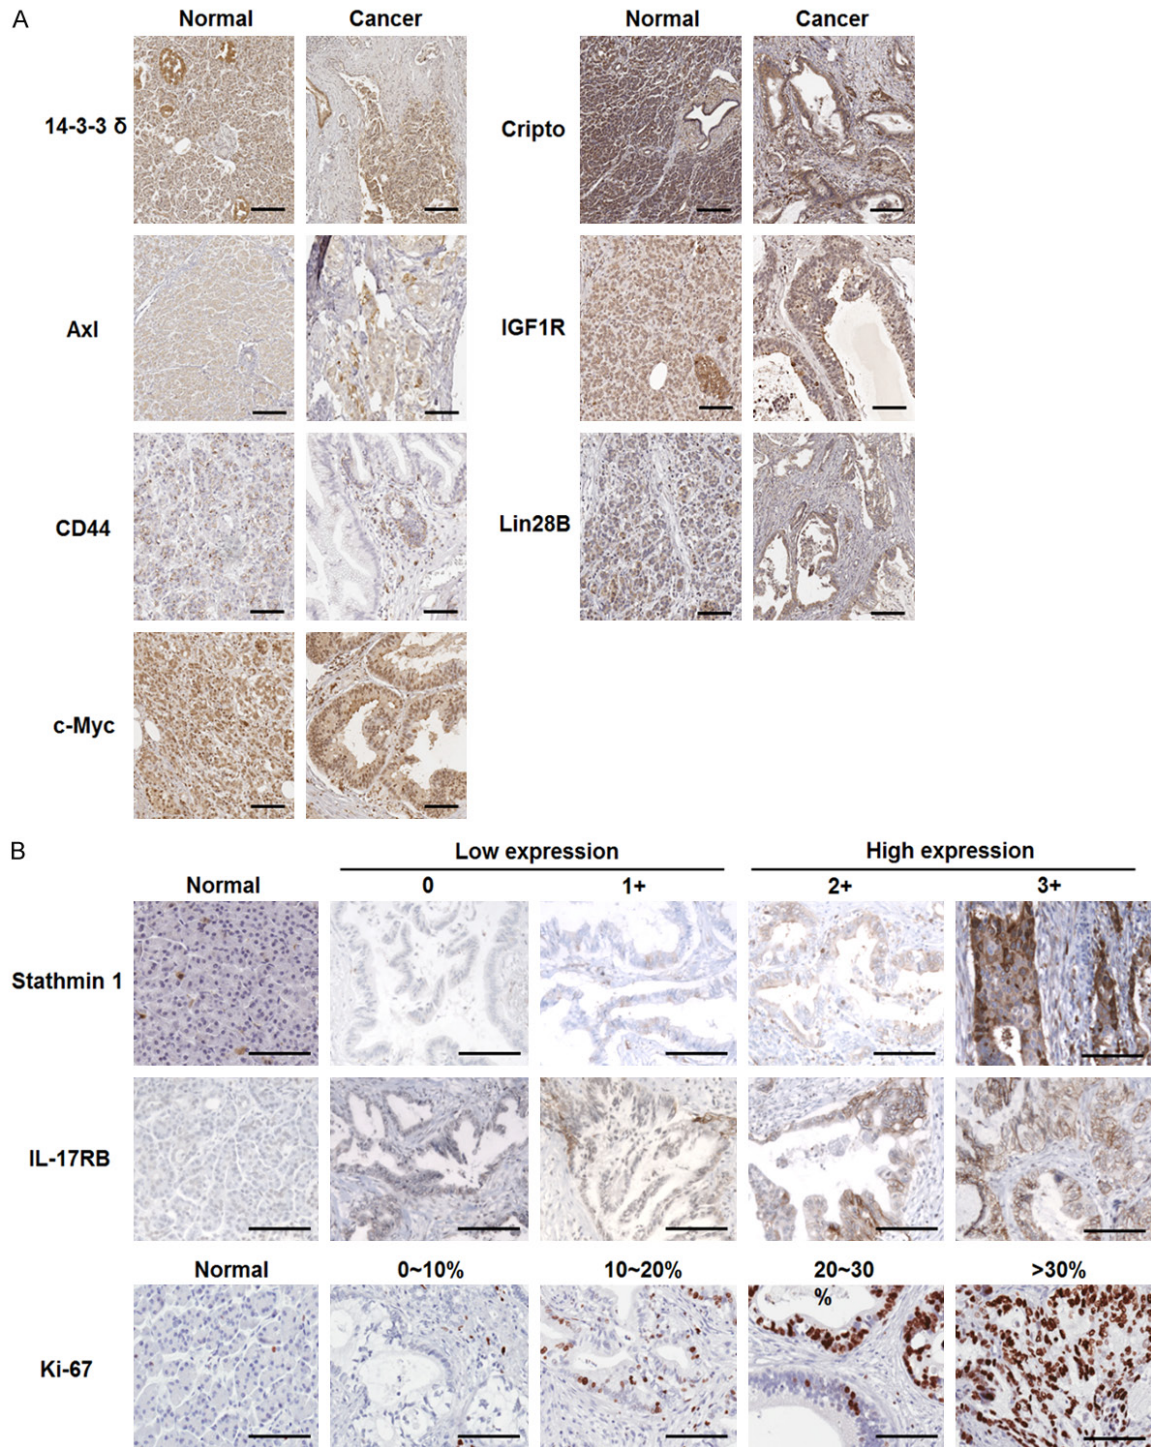 A
Normal Cancer Normal Cancer
14-3-3 δ
Cripto
Axl
IGF1R
CD44
Lin28B
c-Myc
B
Low expression High expression
Normal 0 1+ 2+ 3+
Stathmin 1
IL-17RB
Normal 0~10% 10~20% 20~30 >30%
%
Ki-67